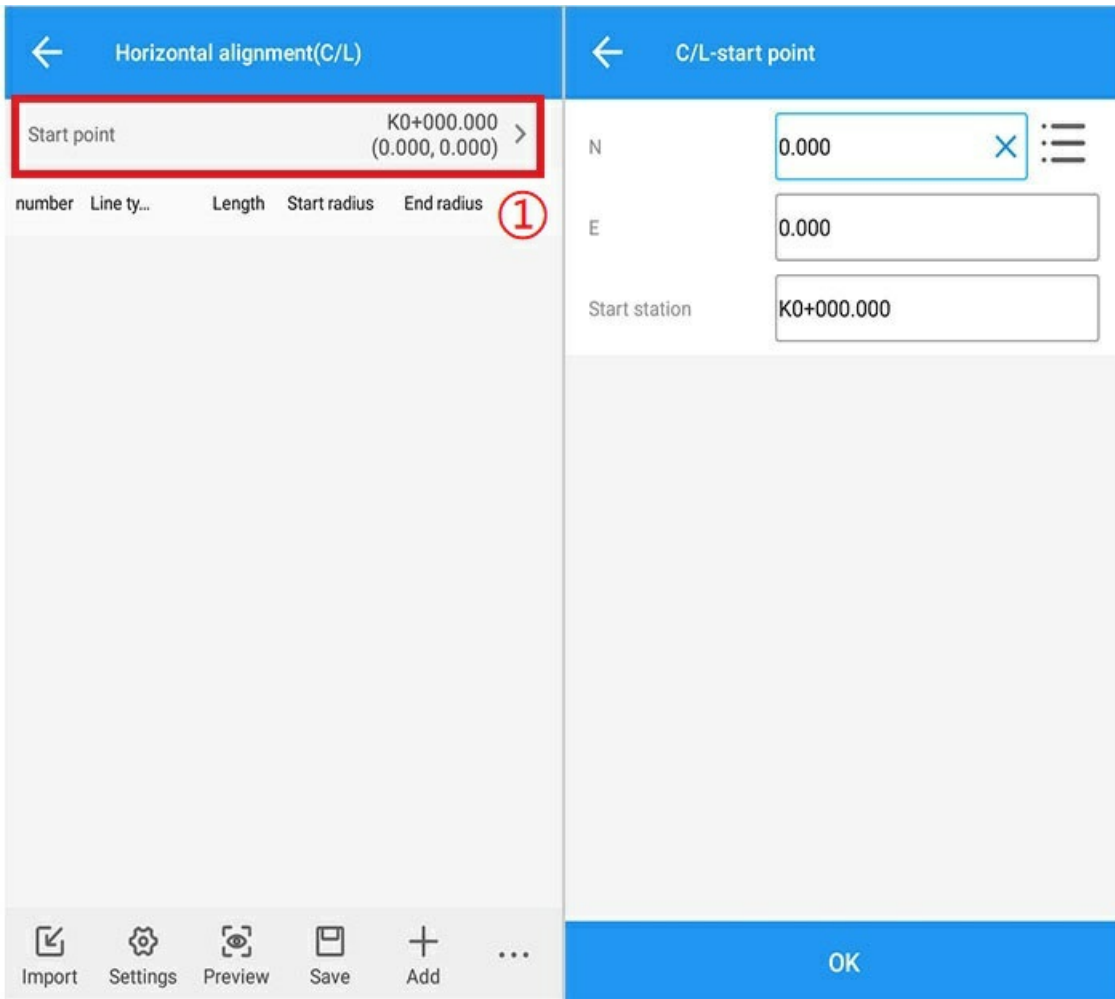 Horizontal alignment(C/L)
Start point
K0+000.000
(0.000, 0.000)
number Line ty... Length Start radius End radius
①
Import Settings Preview Save Add
C/L-start point
N 0.000
E 0.000
Start station K0+000.000
OK